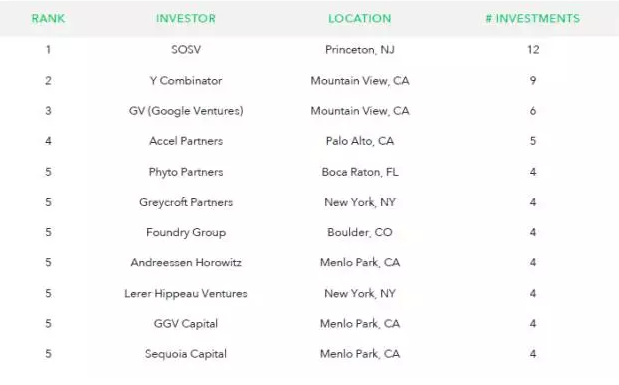 RANK INVESTOR LOCATION # INVESTMENTS
1 SOSV Princeton, NJ 12
2 Y Combinator Mountain View, CA 9
3 GV (Google Ventures) Mountain View, CA 6
4 Accel Partners Palo Alto, CA 5
5 Phyto Partners Boca Raton, FL 4
5 Greycroft Partners New York, NY 4
5 Foundry Group Boulder, CO 4
5 Andreessen Horowitz Menlo Park, CA 4
5 Lerer Hippeau Ventures New York, NY 4
5 GGV Capital Menlo Park, CA 4
5 Sequoia Capital Menlo Park, CA 4